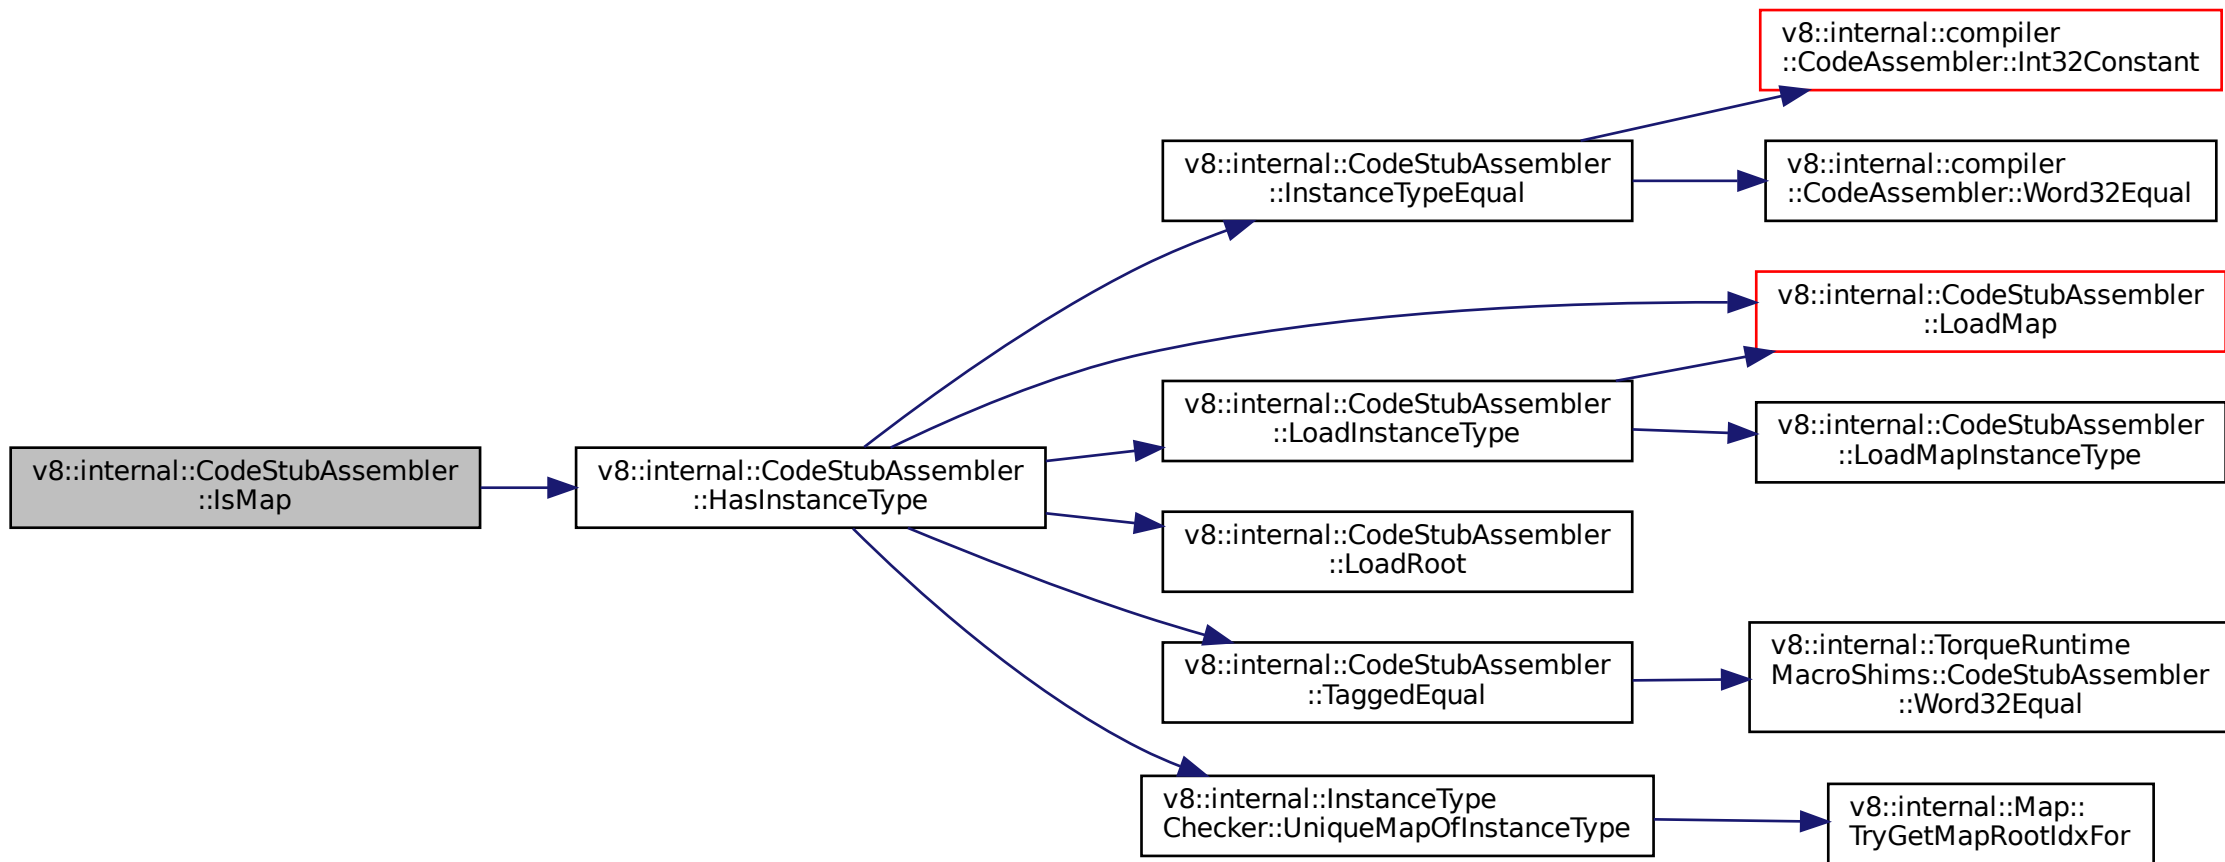 v8::internal::compiler
::CodeAssembler::Int32Constant
v8::internal::CodeStubAssembler
::InstanceTypeEqual
v8::internal::compiler
::CodeAssembler::Word32Equal
v8::internal::CodeStubAssembler
::LoadMap
v8::internal::CodeStubAssembler
::LoadInstanceType
v8::internal::CodeStubAssembler
::LoadMapInstanceType
v8::internal::CodeStubAssembler
::IsMap
v8::internal::CodeStubAssembler
::HasInstanceType
v8::internal::CodeStubAssembler
::LoadRoot
v8::internal::CodeStubAssembler
::TaggedEqual
v8::internal::TorqueRuntime
MacroShims::CodeStubAssembler
::Word32Equal
v8::internal::InstanceType
Checker::UniqueMapOfInstanceType
v8::internal::Map::
TryGetMapRootIdxFor